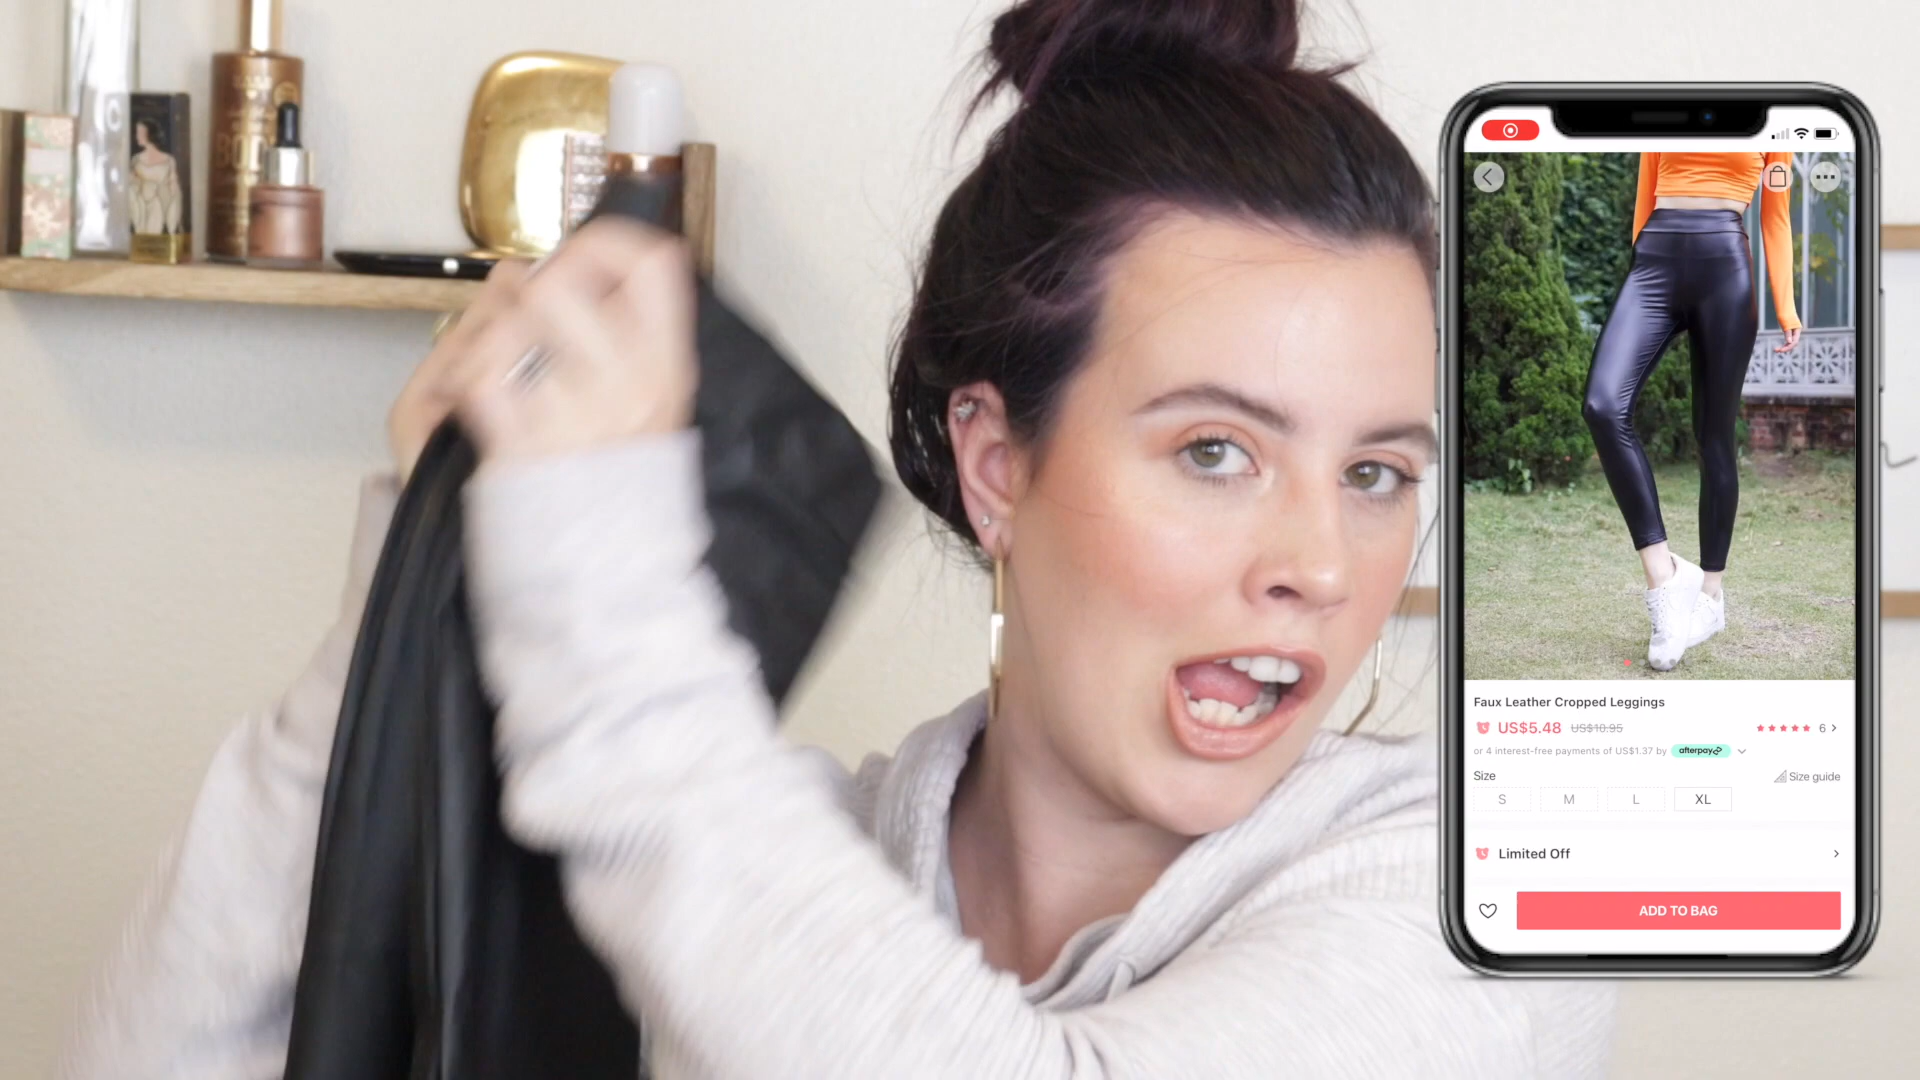 Faux Leather Cropped Leggings
US$5.48 US$10.95 6
or 4 interest-free payments of US$1.37 by afterpay
Size Size guide
S M L XL
Limited Off
ADD TO BAG